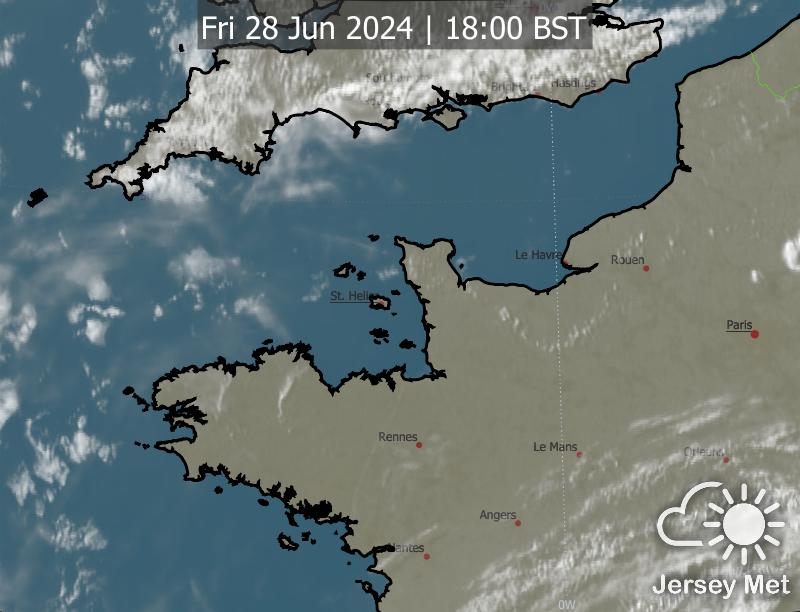 Fri 28 Jun 2024 | 18:00 BST
Hastings
Le Havre
Rouen
St. Helier
Paris
Rennes
Le Mans
Orleans
Angers
Nantes
Jersey Met
0W